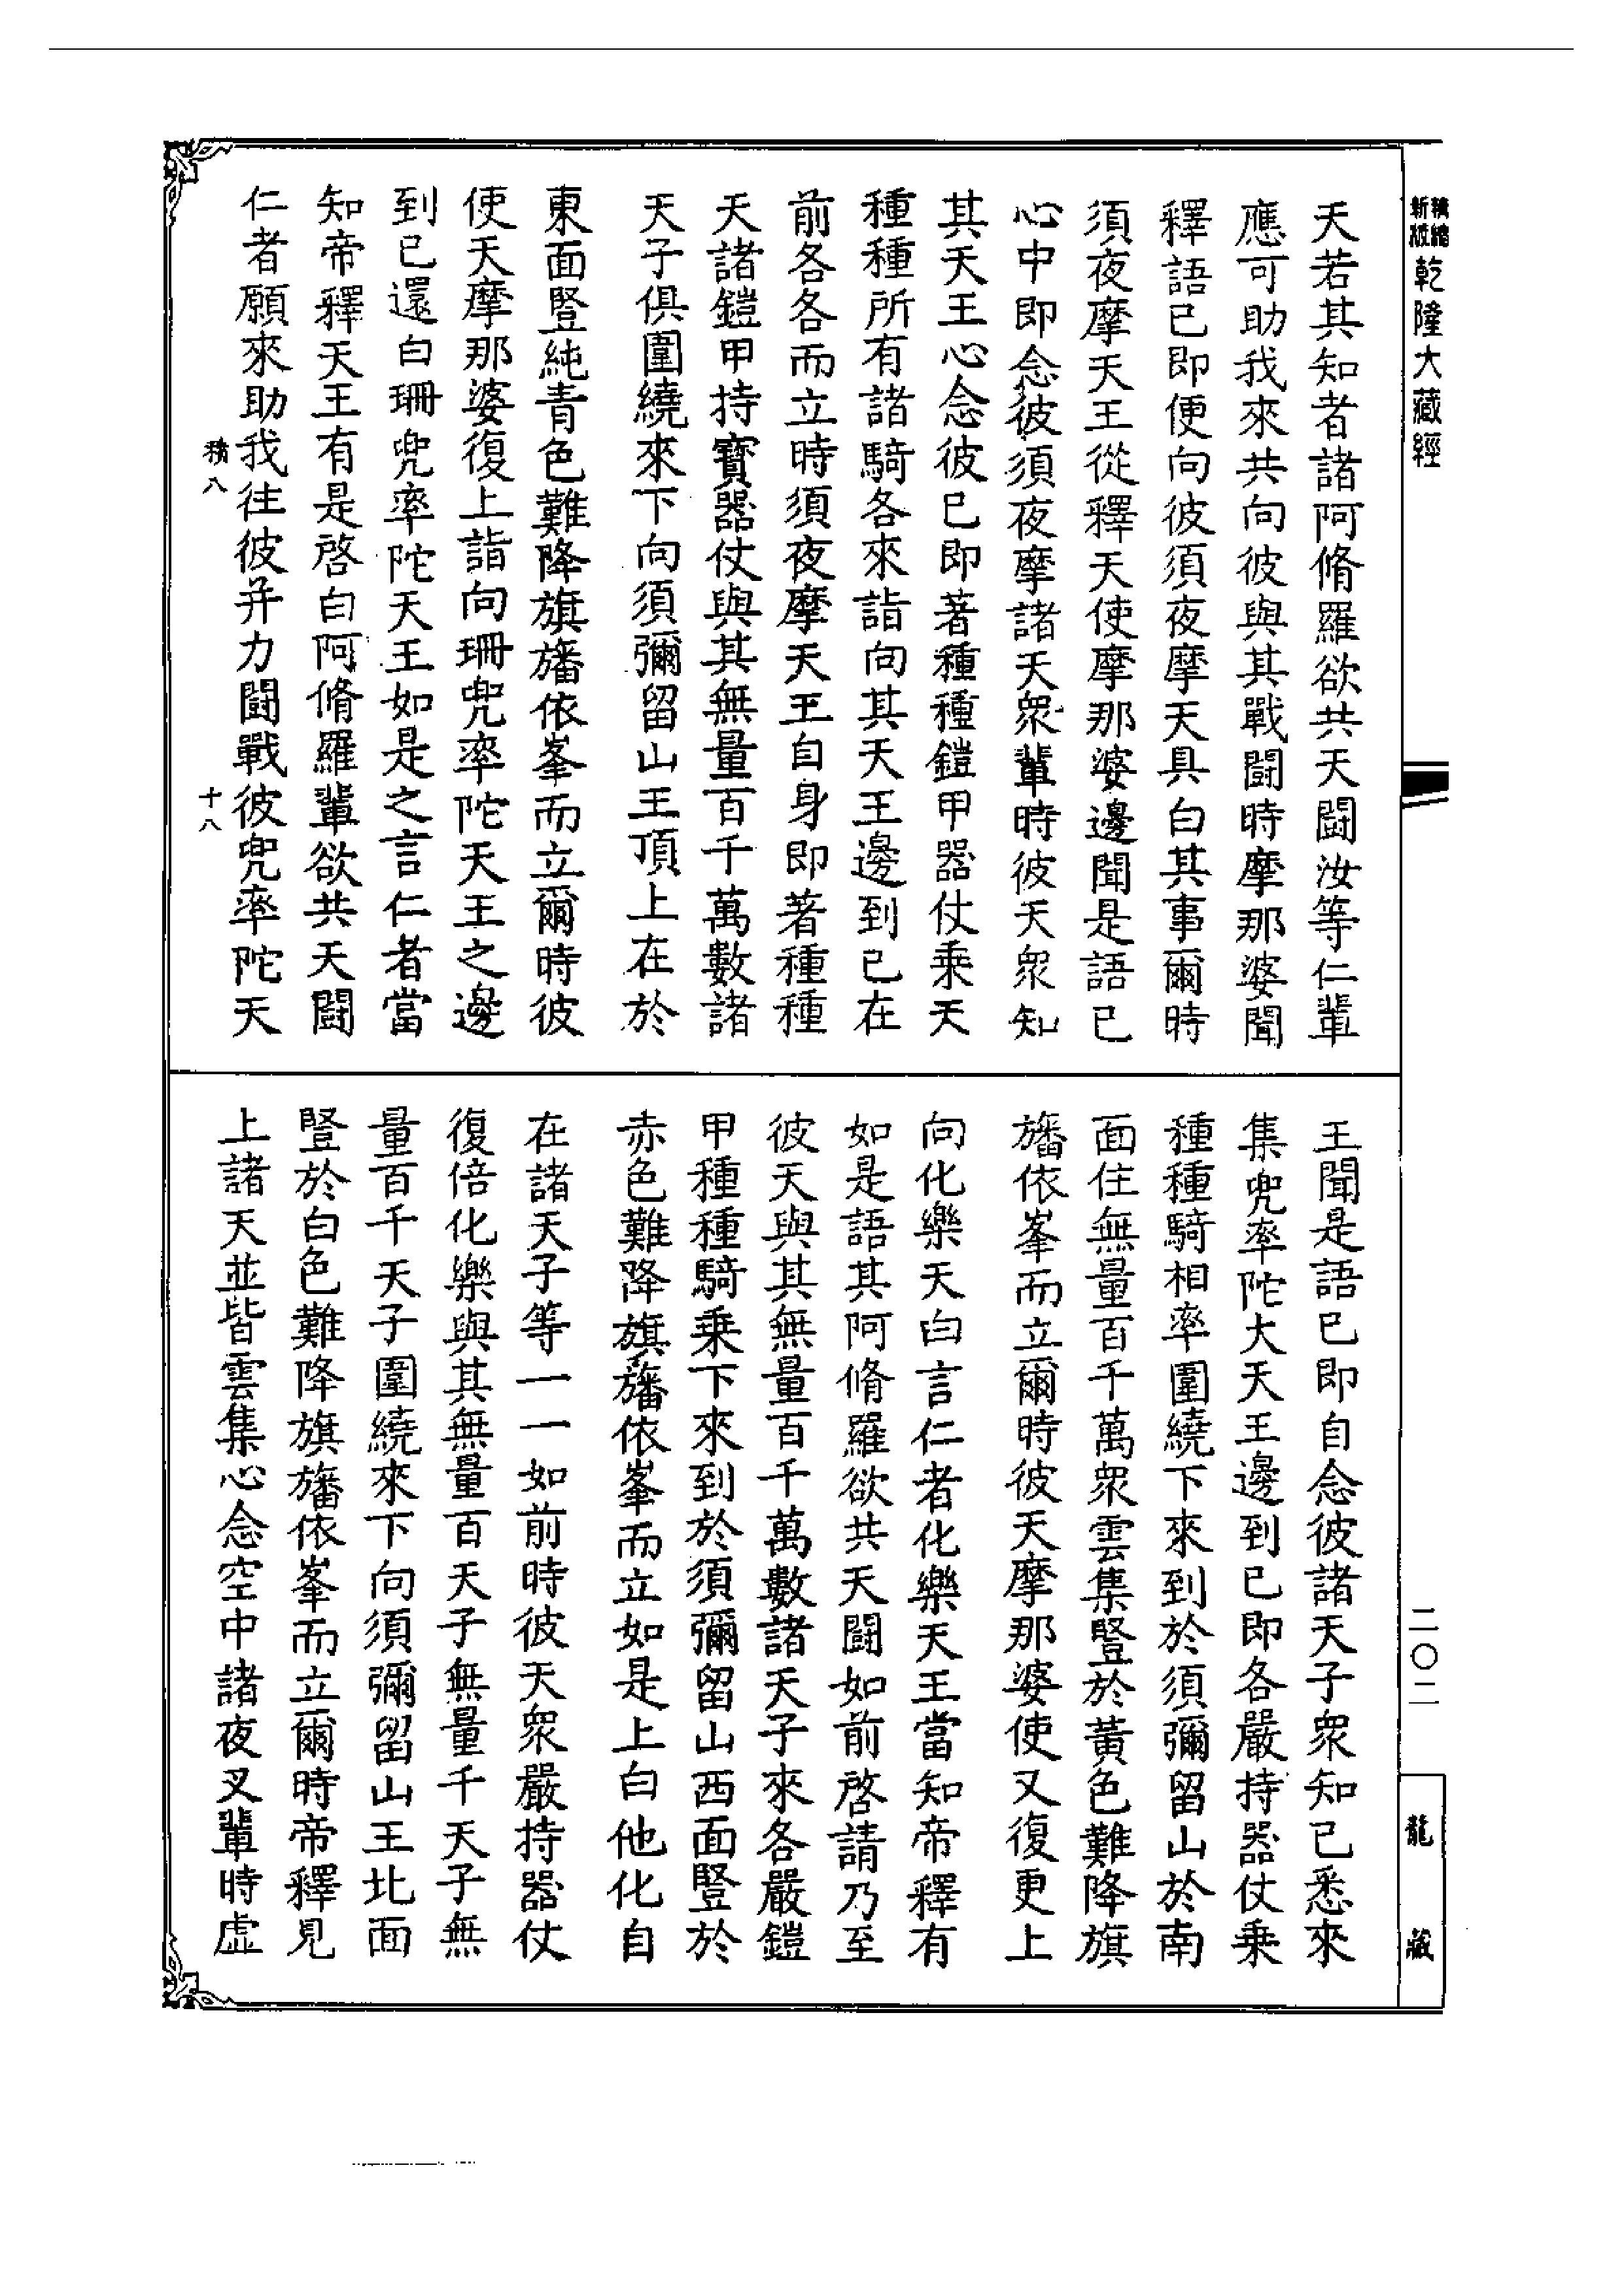 新版
精縮
乾隆大藏經
天若其知者諸阿脩羅欲共天鬪汝等仁輩
應可助我來共向彼與其戰鬪時摩那婆聞
釋語已即便向彼須夜摩天具白其事爾時
須夜摩天王從釋天使摩那婆邊聞是語已
心中即念彼須夜摩諸天衆輩時彼天衆知
其天王心念彼已即著種種鎧甲器仗乘天
種種所有諸騎各來詣向其天王邊到已在
前各各而立時須夜摩天王自身即著種種
天諸鎧甲持寶器仗與其無量百千萬數諸
天子俱圍繞來下向須彌留山王頂上在於
東面豎純青色難降旗旛依峯而立爾時彼
使天摩那婆復上詣向珊兜率陀天王之邊
到已還白珊兜率陀天王如是之言仁者當
知帝釋天王有是啓白阿脩羅輩欲共天鬪
仁者願來助我往彼并力鬪戰彼兜率陀天
積八
十八
王聞是語已即自念彼諸天子衆知已悉來
集兜率陀大天王邊到已即各嚴持器仗乘
種種騎相率圍繞下來到於須彌留山於南
面住無量百千萬衆雲集豎於黃色難降旗
旛依峯而立爾時彼天摩那婆使又復更上
向化樂天白言仁者化樂天王當知帝釋有
如是語其阿脩羅欲共天鬪如前啓請乃至
彼天與其無量百千萬數諸天子來各嚴鎧
甲種種騎乘下來到於須彌留山西面豎於
赤色難降旗旛依峯而立如是上白他化自
在諸天子等一一如前時彼天衆嚴持器仗
復倍化樂與其無量百天子無量千天子無
量百千天子圍繞來下向須彌留山王北面
豎於白色難降旗旛依峯而立爾時帝釋見
上諸天並皆雲集心念空中諸夜叉輩時虛
二〇二
龍藏